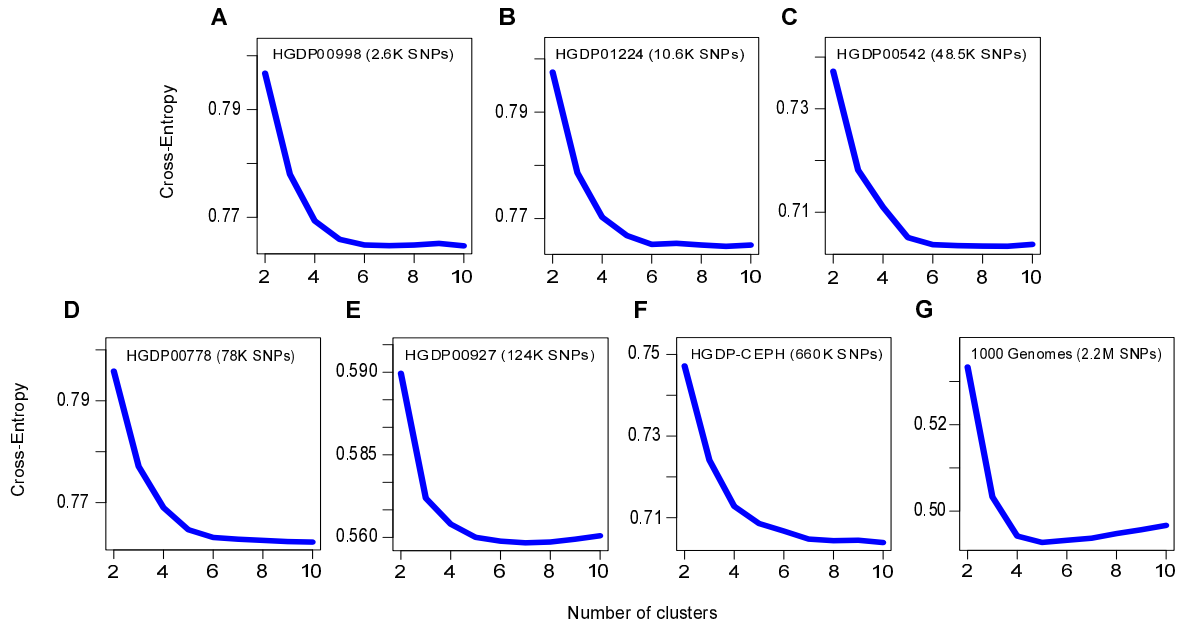 A
B
C
HGDP00998 (2.6K SNPs)
HGDP01224 (10.6K SNPs)
HGDP00542 (48.5K SNPs)
Cross-Entropy
0.79
0.77
0.79
0.77
0.73
0.71
2 4 6 8 10
2 4 6 8 10
2 4 6 8 10
D
E
F
G
HGDP00778 (78K SNPs)
HGDP00927 (124K SNPs)
HGDP-CEPH (660K SNPs)
1000 Genomes (2.2M SNPs)
Cross-Entropy
0.79
0.77
0.590
0.585
0.560
0.75
0.73
0.71
0.52
0.50
2 4 6 8 10
2 4 6 8 10
2 4 6 8 10
2 4 6 8 10
Number of clusters